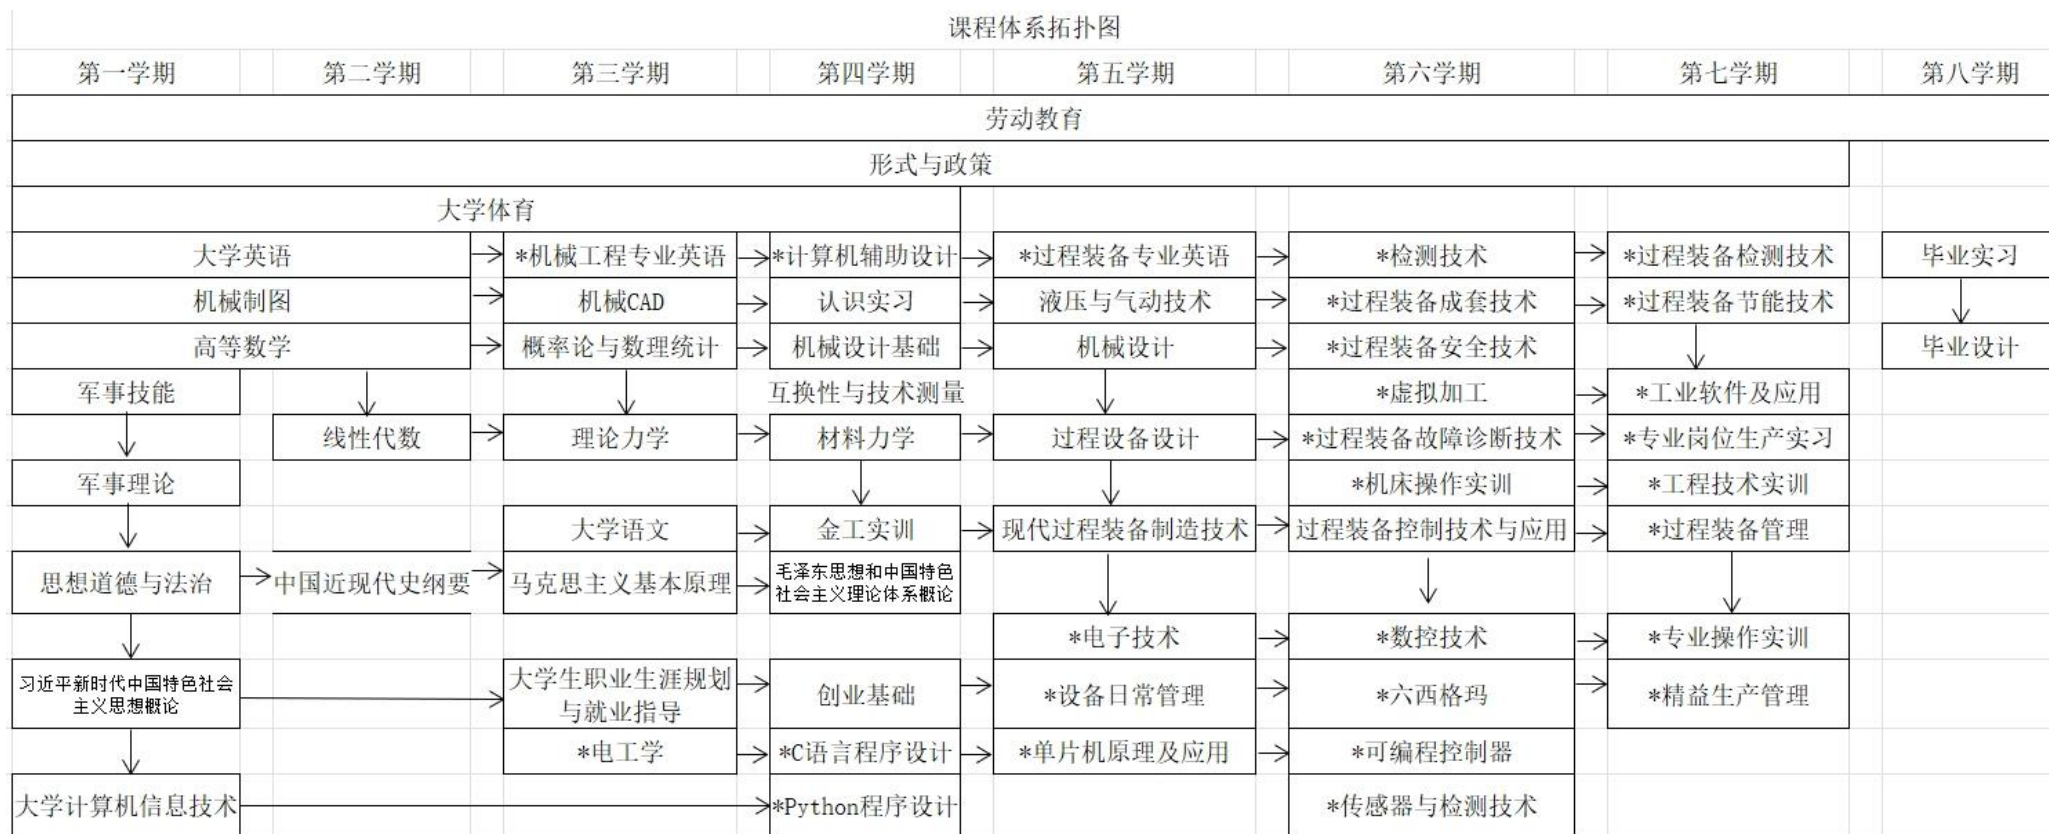 课程体系拓扑图
第一学期 第二学期 第三学期 第四学期 第五学期 第六学期 第七学期 第八学期
劳动教育
形式与政策
大学体育
大学英语 *机械工程专业英语 *计算机辅助设计 *过程装备专业英语 *检测技术 *过程装备检测技术 毕业实习
机械制图 机械CAD 认识实习 液压与气动技术 *过程装备成套技术 *过程装备节能技术
高等数学 概率论与数理统计 机械设计基础 机械设计 *过程装备安全技术 毕业设计
军事技能 互换性与技术测量 *虚拟加工 *工业软件及应用
线性代数 理论力学 材料力学 过程设备设计 *过程装备故障诊断技术 *专业岗位生产实习
军事理论 *机床操作实训 *工程技术实训
大学语文 金工实训 现代过程装备制造技术 过程装备控制技术与应用 *过程装备管理
思想道德与法治 中国近现代史纲要 马克思主义基本原理 毛泽东思想和中国特色
社会主义理论体系概论
*电子技术 *数控技术 *专业操作实训
习近平新时代中国特色社会
主义思想概论
大学生职业生涯规划
与就业指导
创业基础 *设备日常管理 *六西格玛 *精益生产管理
*电工学 *C语言程序设计 *单片机原理及应用 *可编程控制器
大学计算机信息技术 *Python程序设计 *传感器与检测技术